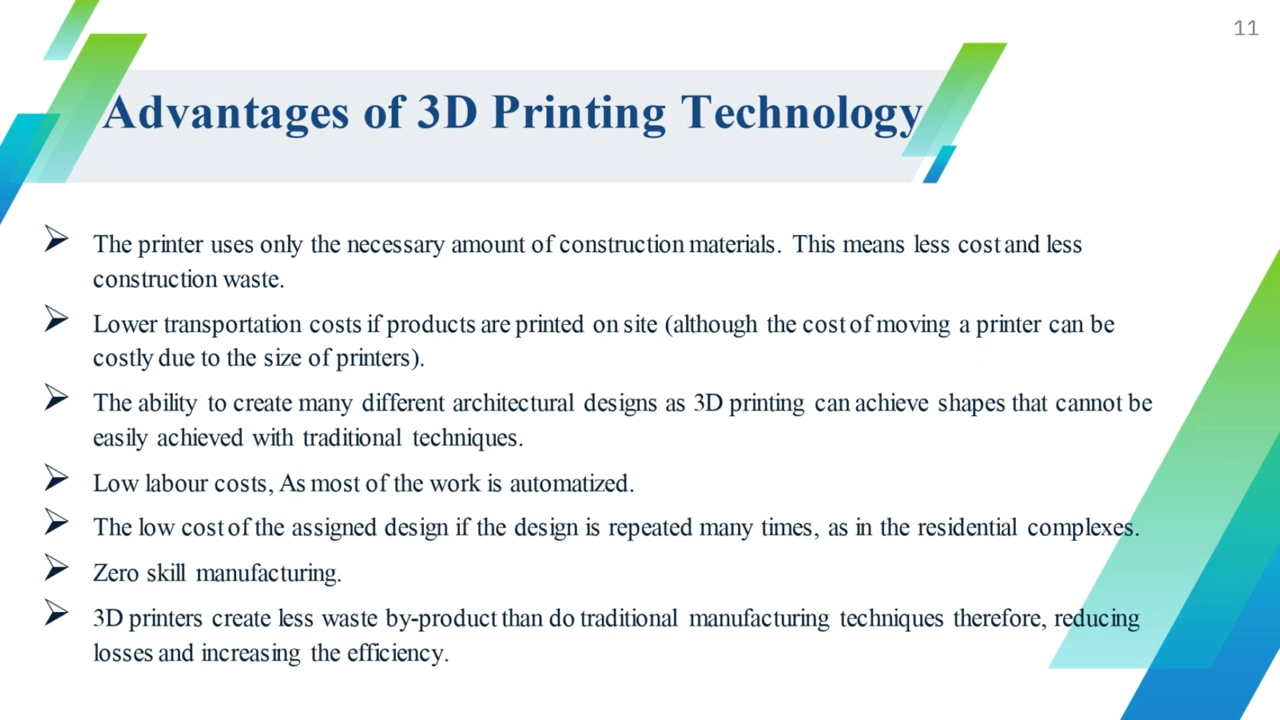 11
Advantages of 3D Printing Technology
The printer uses only the necessary amount of construction materials. This means less cost and less
construction waste.
Lower transportation costs if products are printed on site (although the cost of moving a printer can be
costly due to the size of printers).
The ability to create many different architectural designs as 3D printing can achieve shapes that cannot be
easily achieved with traditional techniques.
Low labour costs, As most of the work is automatized.
The low cost of the assigned design if the design is repeated many times, as in the residential complexes.
Zero skill manufacturing.
3D printers create less waste by-product than do traditional manufacturing techniques therefore, reducing
losses and increasing the efficiency.